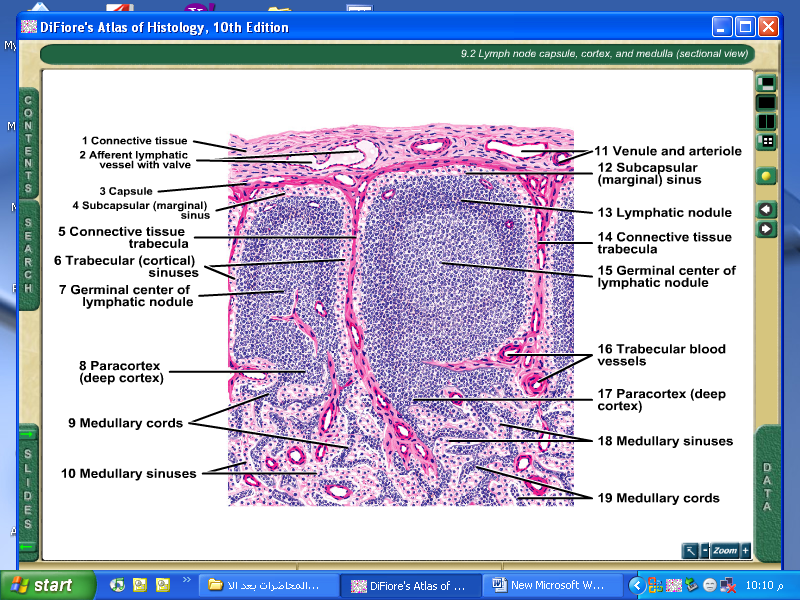 DiFiore's Atlas of Histology, 10th Edition
9.2 Lymph node capsule, cortex, and medulla (sectional view)
CONTENTS
SEARCH
SLIDES
DATA
1 Connective tissue
2 Afferent lymphatic
vessel with valve
3 Capsule
4 Subcapsular (marginal)
sinus
5 Connective tissue
trabecula
6 Trabecular (cortical)
sinuses
7 Germinal center of
lymphatic nodule
8 Paracortex
(deep cortex)
9 Medullary cords
10 Medullary sinuses
11 Venule and arteriole
12 Subcapsular
(marginal) sinus
13 Lymphatic nodule
14 Connective tissue
trabecula
15 Germinal center of
lymphatic nodule
16 Trabecular blood
vessels
17 Paracortex (deep
cortex)
18 Medullary sinuses
19 Medullary cords
Zoom
start
المحاضرات بعد الا...
DiFiore's Atlas of ...
New Microsoft W...
10:10 م